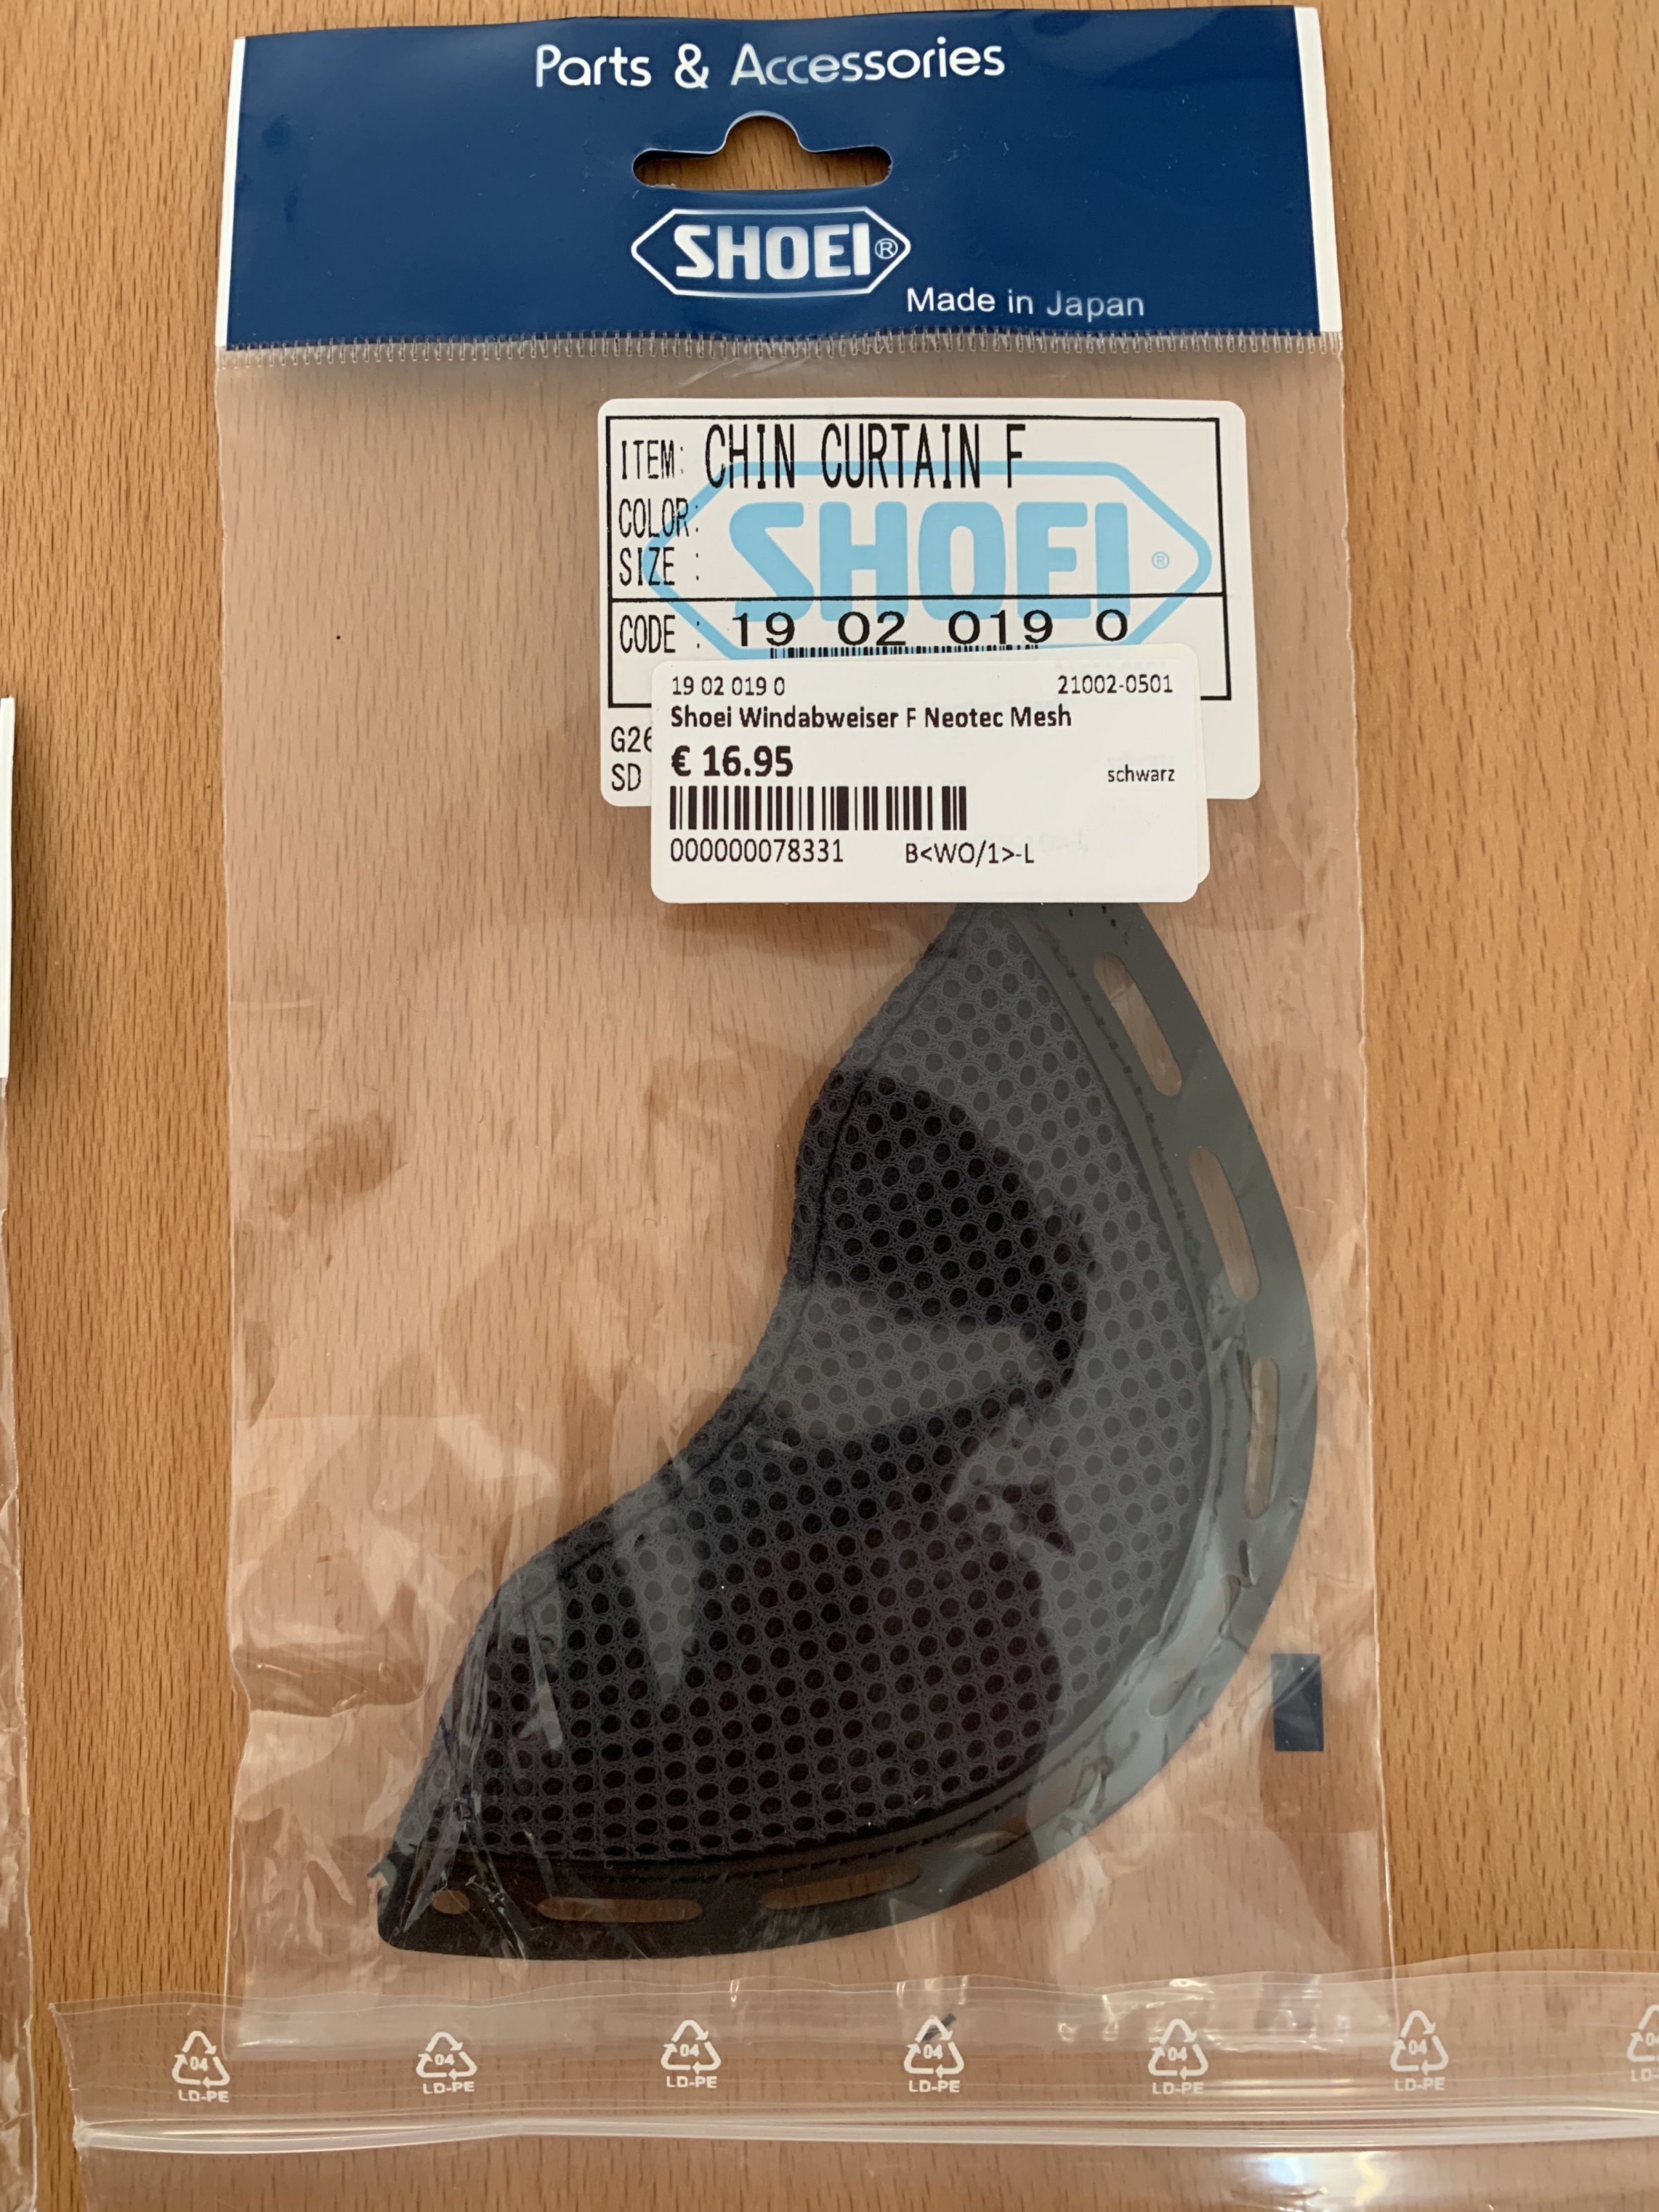 Parts & Accessories
SHOEI®
Made in Japan
ITEM: CHIN CURTAIN F
COLOR:
SIZE :
SHOEI®
CODE : 19 02 019 0
19 02 019 0 21002-0501
Shoei Windabweiser F Neotec Mesh
€ 16.95
schwarz
000000078331 B<WO/1>-L
SD
04 04 04 04 04 04
LD-PE LD-PE LD-PE LD-PE LD-PE LD-PE